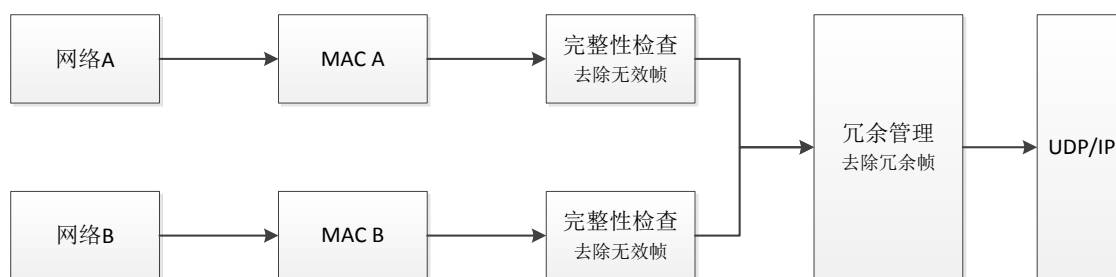 网络A
MAC A
完整性检查
去除无效帧
网络B
MAC B
完整性检查
去除无效帧
冗余管理
去除冗余帧
UDP/IP